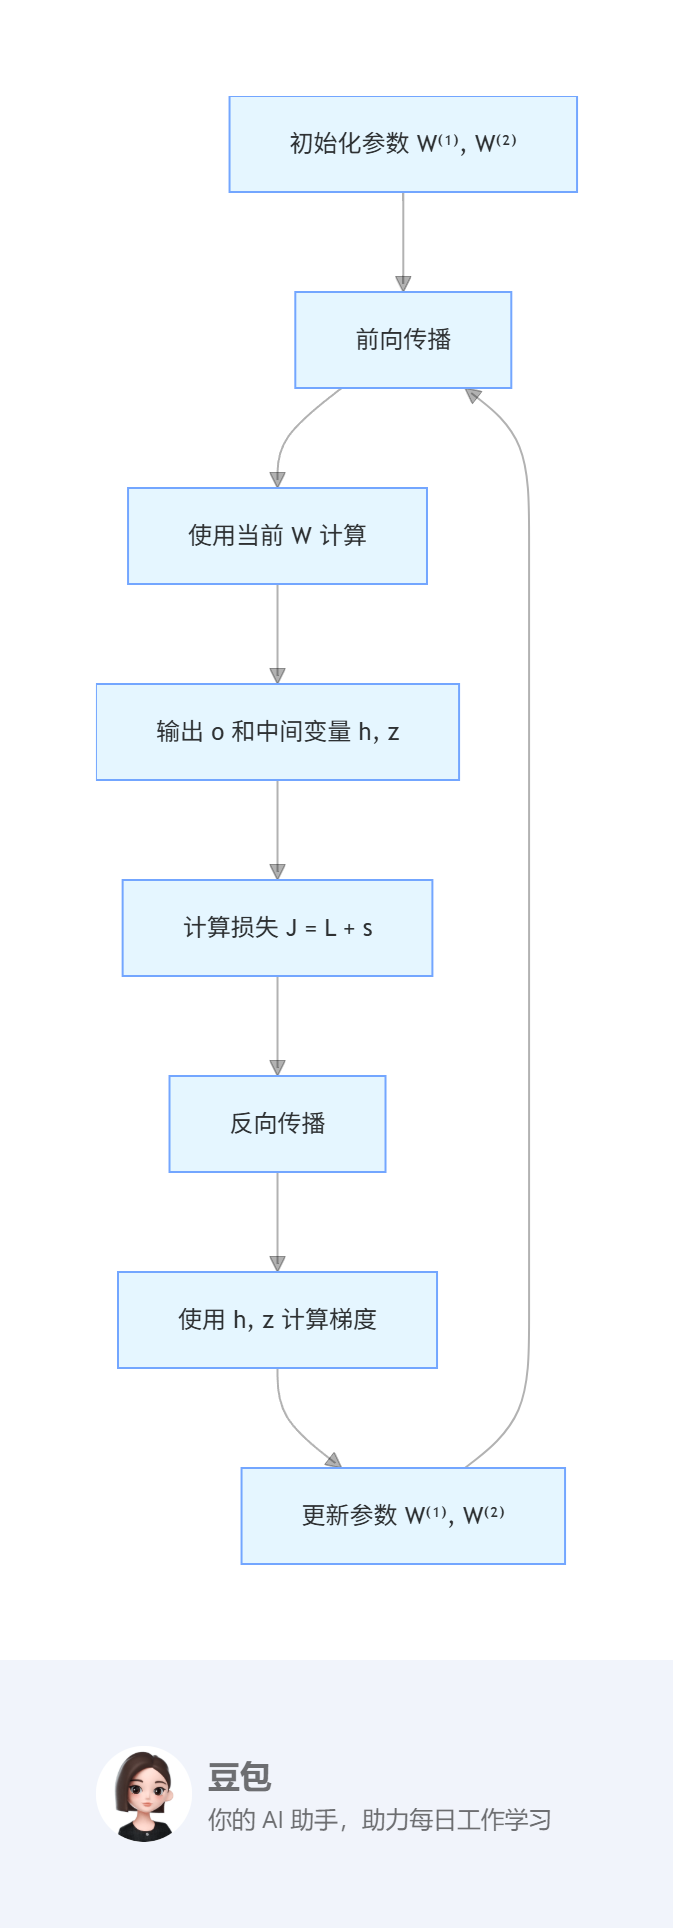 初始化参数 W⁽¹⁾, W⁽²⁾
前向传播
使用当前 W 计算
输出 o 和中间变量 h, z
计算损失 J = L + s
反向传播
使用 h, z 计算梯度
更新参数 W⁽¹⁾, W⁽²⁾
豆包
你的 AI 助手，助力每日工作学习